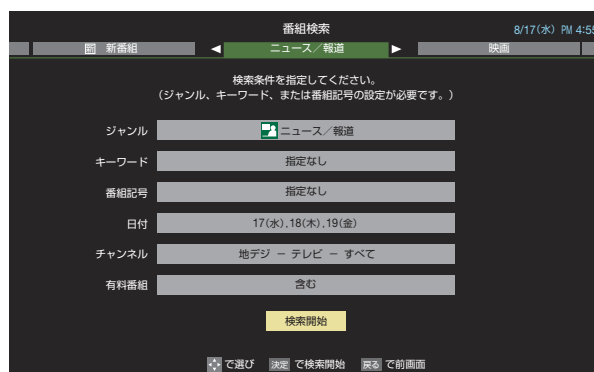 番組検索
8/17(水) PM 4:55
新番組 ◀ ニュース／報道 ▶ 映画
検索条件を指定してください。
（ジャンル、キーワード、または番組記号の設定が必要です。）
ジャンル ニュース／報道
キーワード 指定なし
番組記号 指定なし
日付 17(水),18(木),19(金)
チャンネル 地デジ － テレビ － すべて
有料番組 含む
検索開始
で選び 決定 で検索開始 戻る で前画面